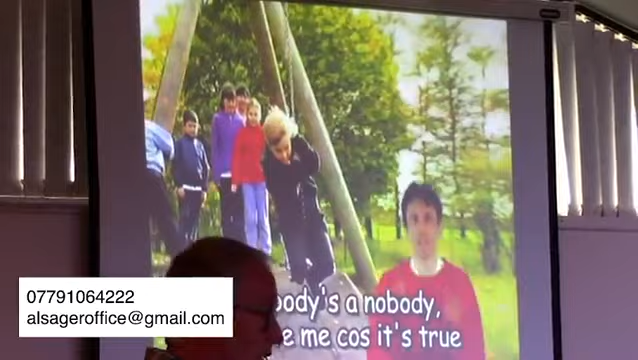 body's a nobody,
me cos it's true
07791064222
alsageroffice@gmail.com